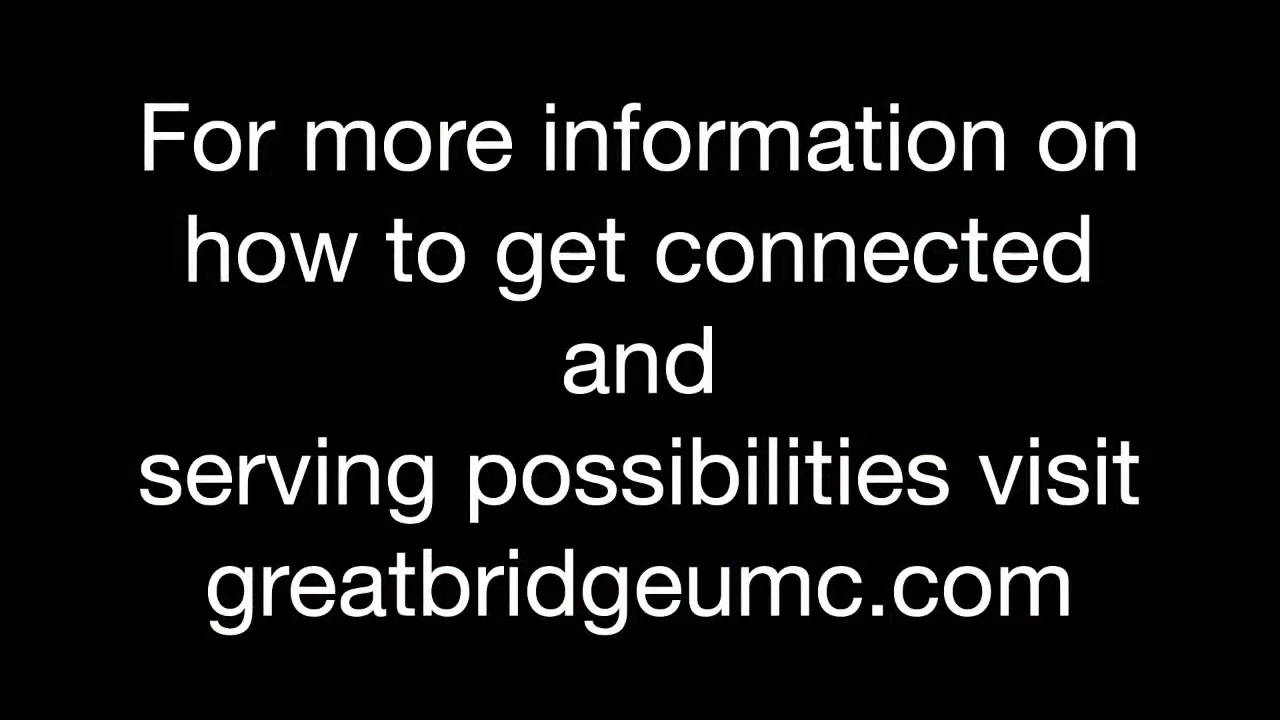 For more information on
how to get connected
and
serving possibilities visit
greatbridgeumc.com